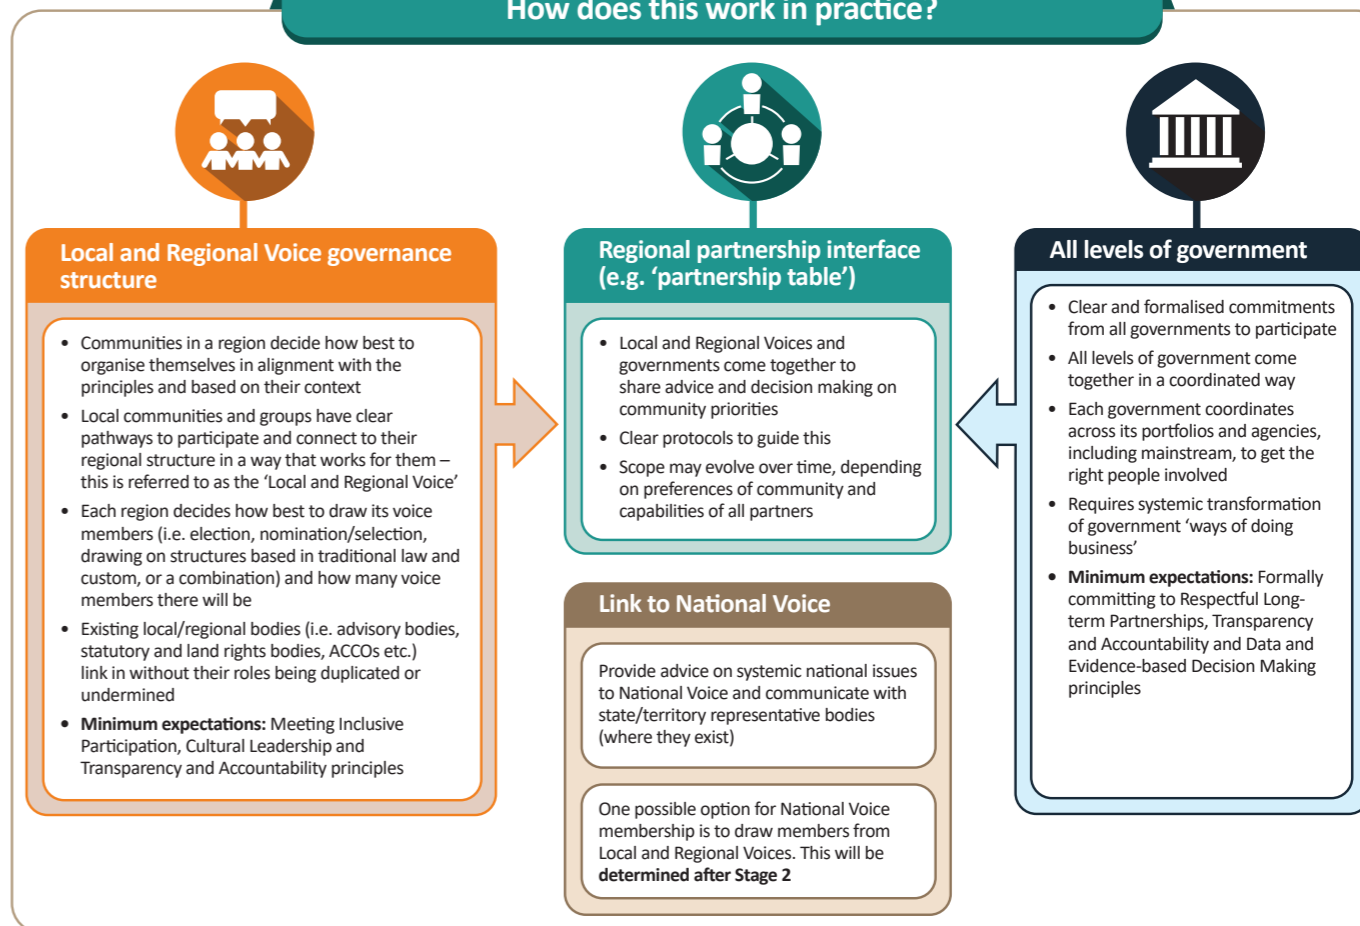 How does this work in practice?
Local and Regional Voice governance
structure
• Communities in a region decide how best to
organise themselves in alignment with the
principles and based on their context
• Local communities and groups have clear
pathways to participate and connect to their
regional structure in a way that works for them –
this is referred to as the ‘Local and Regional Voice’
• Each region decides how best to draw its voice
members (i.e. election, nomination/selection,
drawing on structures based in traditional law and
custom, or a combination) and how many voice
members there will be
• Existing local/regional bodies (i.e. advisory bodies,
statutory and land rights bodies, ACCOs etc.)
link in without their roles being duplicated or
undermined
• Minimum expectations: Meeting Inclusive
Participation, Cultural Leadership and
Transparency and Accountability principles
Regional partnership interface
(e.g. ‘partnership table’)
• Local and Regional Voices and
governments come together to
share advice and decision making on
community priorities
• Clear protocols to guide this
• Scope may evolve over time, depending
on preferences of community and
capabilities of all partners
Link to National Voice
Provide advice on systemic national issues
to National Voice and communicate with
state/territory representative bodies
(where they exist)
One possible option for National Voice
membership is to draw members from
Local and Regional Voices. This will be
determined after Stage 2
All levels of government
• Clear and formalised commitments
from all governments to participate
• All levels of government come
together in a coordinated way
• Each government coordinates
across its portfolios and agencies,
including mainstream, to get the
right people involved
• Requires systemic transformation
of government ‘ways of doing
business’
• Minimum expectations: Formally
committing to Respectful Long-
term Partnerships, Transparency
and Accountability and Data and
Evidence-based Decision Making
principles